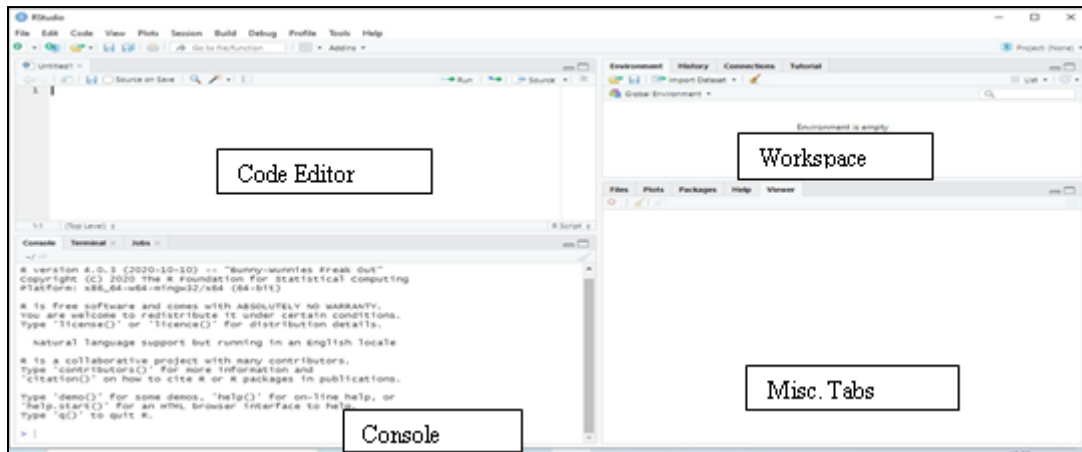 RStudio
File Edit Code View Plots Session Build Debug Profile Tools Help
Go to file/function
Addins
Project: (None)
Untitled1
Source on Save
Run
Source
1
Code Editor
1:1 (Top Level)
R Script
Environment History Connections Tutorial
Import Dataset
List
Global Environment
Environment is empty
Workspace
Files Plots Packages Help Viewer
Misc. Tabs
Console Terminal Jobs
~/
R version 4.0.3 (2020-10-10) -- "Bunny-Wunnies Freak Out"
Copyright (C) 2020 The R Foundation for Statistical Computing
Platform: x86_64-w64-mingw32/x64 (64-bit)
R is free software and comes with ABSOLUTELY NO WARRANTY.
You are welcome to redistribute it under certain conditions.
Type 'license()' or 'licence()' for distribution details.
Natural language support but running in an English locale
R is a collaborative project with many contributors.
Type 'contributors()' for more information and
'citation()' on how to cite R or R packages in publications.
Type 'demo()' for some demos, 'help()' for on-line help, or
'help.start()' for an HTML browser interface to help.
Type 'q()' to quit R.
>
Console